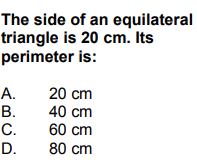 The side of an equilateral
triangle is 20 cm. Its
perimeter is:
A. 20 cm
B. 40 cm
C. 60 cm
D. 80 cm